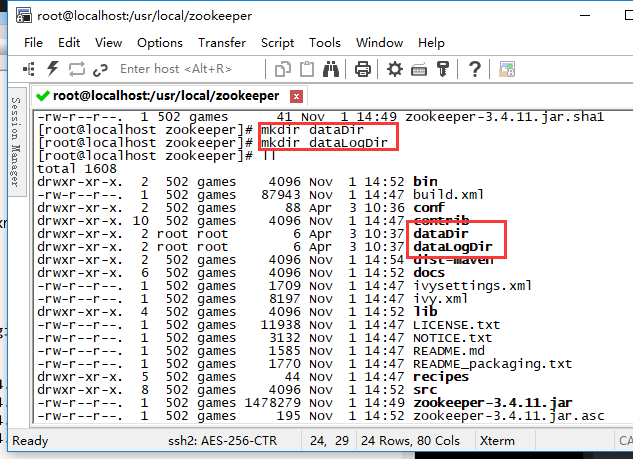 root@localhost:/usr/local/zookeeper
File Edit View Options Transfer Script Tools Window Help
Enter host <Alt+R>
Session Manager
root@localhost:/usr/local/zookeeper
-rw-r--r--. 1 502 games 41 Nov 1 14:49 zookeeper-3.4.11.jar.sha1
[root@localhost zookeeper]# mkdir dataDir
[root@localhost zookeeper]# mkdir dataLogDir
[root@localhost zookeeper]# ll
total 1608
drwxr-xr-x. 2 502 games 4096 Nov 1 14:52 bin
-rw-r--r--. 1 502 games 87943 Nov 1 14:47 build.xml
drwxr-xr-x. 2 502 games 88 Apr 3 10:36 conf
drwxr-xr-x. 10 502 games 4096 Nov 1 14:47 contrib
drwxr-xr-x. 2 root root 6 Apr 3 10:37 dataDir
drwxr-xr-x. 2 root root 6 Apr 3 10:37 dataLogDir
drwxr-xr-x. 2 502 games 4096 Nov 1 14:54 dist-maven
drwxr-xr-x. 6 502 games 4096 Nov 1 14:52 docs
-rw-r--r--. 1 502 games 1709 Nov 1 14:47 ivysettings.xml
-rw-r--r--. 1 502 games 8197 Nov 1 14:47 ivy.xml
drwxr-xr-x. 4 502 games 4096 Nov 1 14:52 lib
-rw-r--r--. 1 502 games 11938 Nov 1 14:47 LICENSE.txt
-rw-r--r--. 1 502 games 3132 Nov 1 14:47 NOTICE.txt
-rw-r--r--. 1 502 games 1585 Nov 1 14:47 README.md
-rw-r--r--. 1 502 games 1770 Nov 1 14:47 README_packaging.txt
drwxr-xr-x. 5 502 games 44 Nov 1 14:47 recipes
drwxr-xr-x. 8 502 games 4096 Nov 1 14:52 src
-rw-r--r--. 1 502 games 1478279 Nov 1 14:49 zookeeper-3.4.11.jar
-rw-r--r--. 1 502 games 195 Nov 1 14:52 zookeeper-3.4.11.jar.asc
Ready ssh2: AES-256-CTR 24, 29 24 Rows, 80 Cols Xterm CA